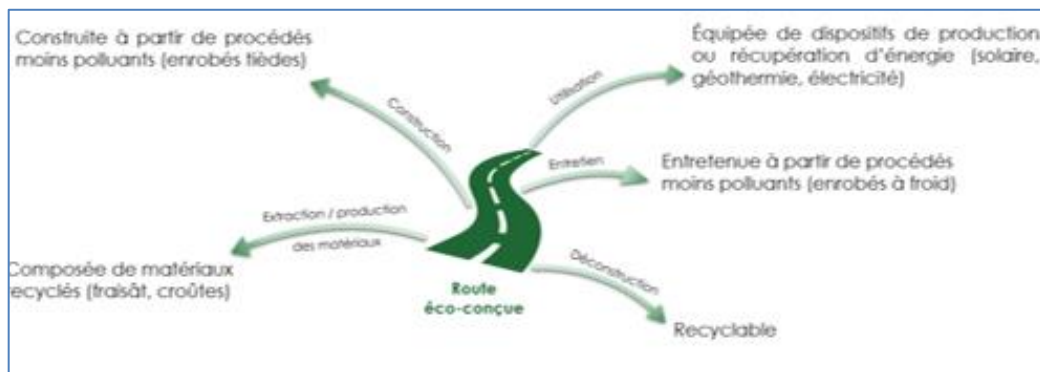 Construite à partir de procédés
moins polluants (enrobés tièdes)
Construction
Extraction / production
des matériaux
Composée de matériaux
ecyclés (fraisât, croûtes)
Route
éco-conçue
Équipée de dispositifs de production
ou récupération d'énergie (solaire,
géothermie, électricité)
Utilisation
Entretien
Entretenue à partir de procédés
moins polluants (enrobés à froid)
Déconstruction
Recyclable